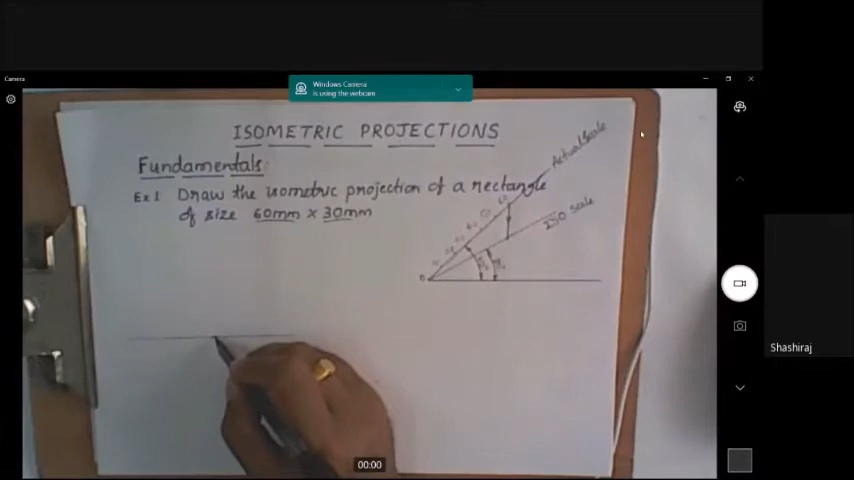 Camera
Windows Camera
is using the webcam
ISOMETRIC PROJECTIONS
Fundamentals:
Ex 1 Draw the isometric projection of a rectangle
of size 60mm x 30mm
Actual Scale
ISO Scale
Shashiraj
00:00